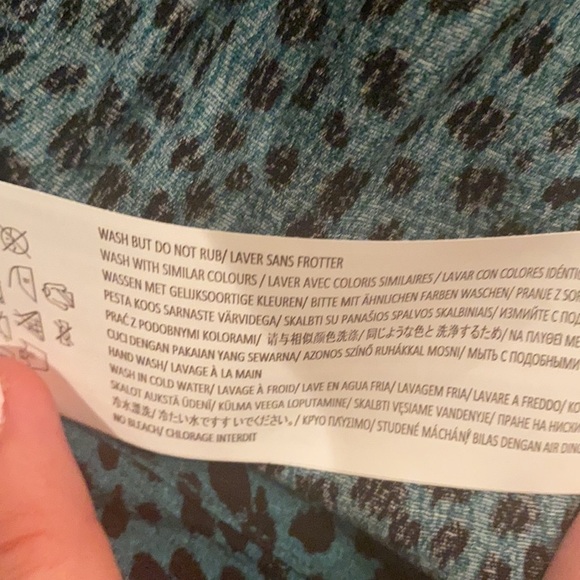 WASH BUT DO NOT RUB/ LAVER SANS FROTTER
WASH WITH SIMILAR COLOURS / LAVER AVEC COLORIS SIMILAIRES / LAVAR CON COLORES
WASSEN MET GELIJKSOORTIGE KLEUREN/ BITTE MIT ÄHNLICHEN FARBEN WASCHEN/ PRANJE Z
PESTA KOOS SARNASTE VÄRVIDEGA/ SKALBTI SU PANAŠIOS SPALVOS SKALBINIAIS/ ИЗМИЙТЕ С
PRAĆ Z PODOBNYMI KOLORAMI/ 请与相似颜色洗涤/ 同じような色と洗浄するため/ ΝΑ ΠΛΥΘΕΙ ΜΕ
CUCI DENGAN PAKAIAN YANG SEWARNA/ AZONOS SZÍNŐ RUHÁKKAL MOSNI/ МЫТЬ С ПОДОБНЫМИ
HAND WASH/ LAVAGE À LA MAIN
WASH IN COLD WATER/ LAVAGE À FROID/ LAVE EN AGUA FRIA/ LAVAGEM FRIA/ LAVARE A FREDDO/
SKALOT AUKSTĀ ŪDENĪ/ KÜLMA VEEGA LOPUTAMINE/ SKALBTI VĘSIAME VANDENYJE/ ПРАНЕ НА
冷水漂洗/ 冷たい水ですすいでください。/ ΚΡΥΟ ΠΛΥΣΙΜΟ/ STUDENÉ MÁCHÁNÍ/ BILAS DENGAN AIR
NO BLEACH/ CHLORAGE INTERDIT